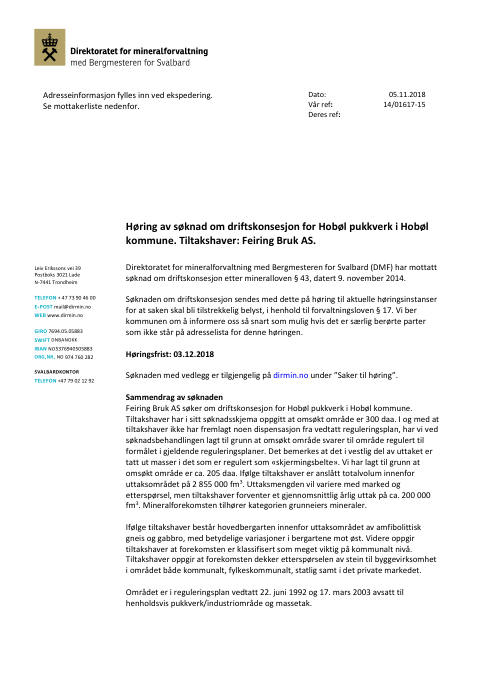 Direktoratet for mineralforvaltning
med Bergmesteren for Svalbard
Adresseinformasjon fylles inn ved ekspedering.
Se mottakerliste nedenfor.
Dato: 05.11.2018
Vår ref: 14/01617-15
Deres ref:
Høring av søknad om driftskonsesjon for Hobøl pukkverk i Hobøl
kommune. Tiltakshaver: Feiring Bruk AS.
Leiv Erikssons vei 39
Postboks 3021 Lade
N-7441 Trondheim
TELEFON + 47 73 90 46 00
E-POST mail@dirmin.no
WEB www.dirmin.no
GIRO 7694.05.05883
SWIFT DNBANOKK
IBAN NO5376940505883
ORG.NR. NO 974 760 282
SVALBARDKONTOR
TELEFON +47 79 02 12 92
Direktoratet for mineralforvaltning med Bergmesteren for Svalbard (DMF) har mottatt
søknad om driftskonsesjon etter mineralloven § 43, datert 9. november 2014.
Søknaden om driftskonsesjon sendes med dette på høring til aktuelle høringsinstanser
for at saken skal bli tilstrekkelig belyst, i henhold til forvaltningsloven § 17. Vi ber
kommunen om å informere oss så snart som mulig hvis det er særlig berørte parter
som ikke står på adresselista for denne høringen.
Høringsfrist: 03.12.2018
Søknaden med vedlegg er tilgjengelig på dirmin.no under "Saker til høring".
Sammendrag av søknaden
Feiring Bruk AS søker om driftskonsesjon for Hobøl pukkverk i Hobøl kommune.
Tiltakshaver har i sitt søknadsskjema oppgitt at omsøkt område er 300 daa. I og med at
tiltakshaver ikke har fremlagt noen dispensasjon fra vedtatt reguleringsplan, har vi ved
søknadsbehandlingen lagt til grunn at omsøkt område svarer til område regulert til
formålet i gjeldende reguleringsplaner. Det bemerkes at det i vestlig del av uttaket er
tatt ut masser i det som er regulert som «skjermingsbelte». Vi har lagt til grunn at
omsøkt område er ca. 205 daa. Ifølge tiltakshaver er anslått totalvolum innenfor
uttaksområdet på 2 855 000 fm³. Uttaksmengden vil variere med marked og
etterspørsel, men tiltakshaver forventer et gjennomsnittlig årlig uttak på ca. 200 000
fm³. Mineralforekomsten tilhører kategorien grunneiers mineraler.
Ifølge tiltakshaver består hovedbergarten innenfor uttaksområdet av amfibolittisk
gneis og gabbro, med betydelige variasjoner i bergartene mot øst. Videre oppgir
tiltakshaver at forekomsten er klassifisert som meget viktig på kommunalt nivå.
Tiltakshaver oppgir at forekomsten dekker etterspørselen av stein til byggevirksomhet
i området både kommunalt, fylkeskommunalt, statlig samt i det private markedet.
Området er i reguleringsplan vedtatt 22. juni 1992 og 17. mars 2003 avsatt til
henholdsvis pukkverk/industriområde og massetak.